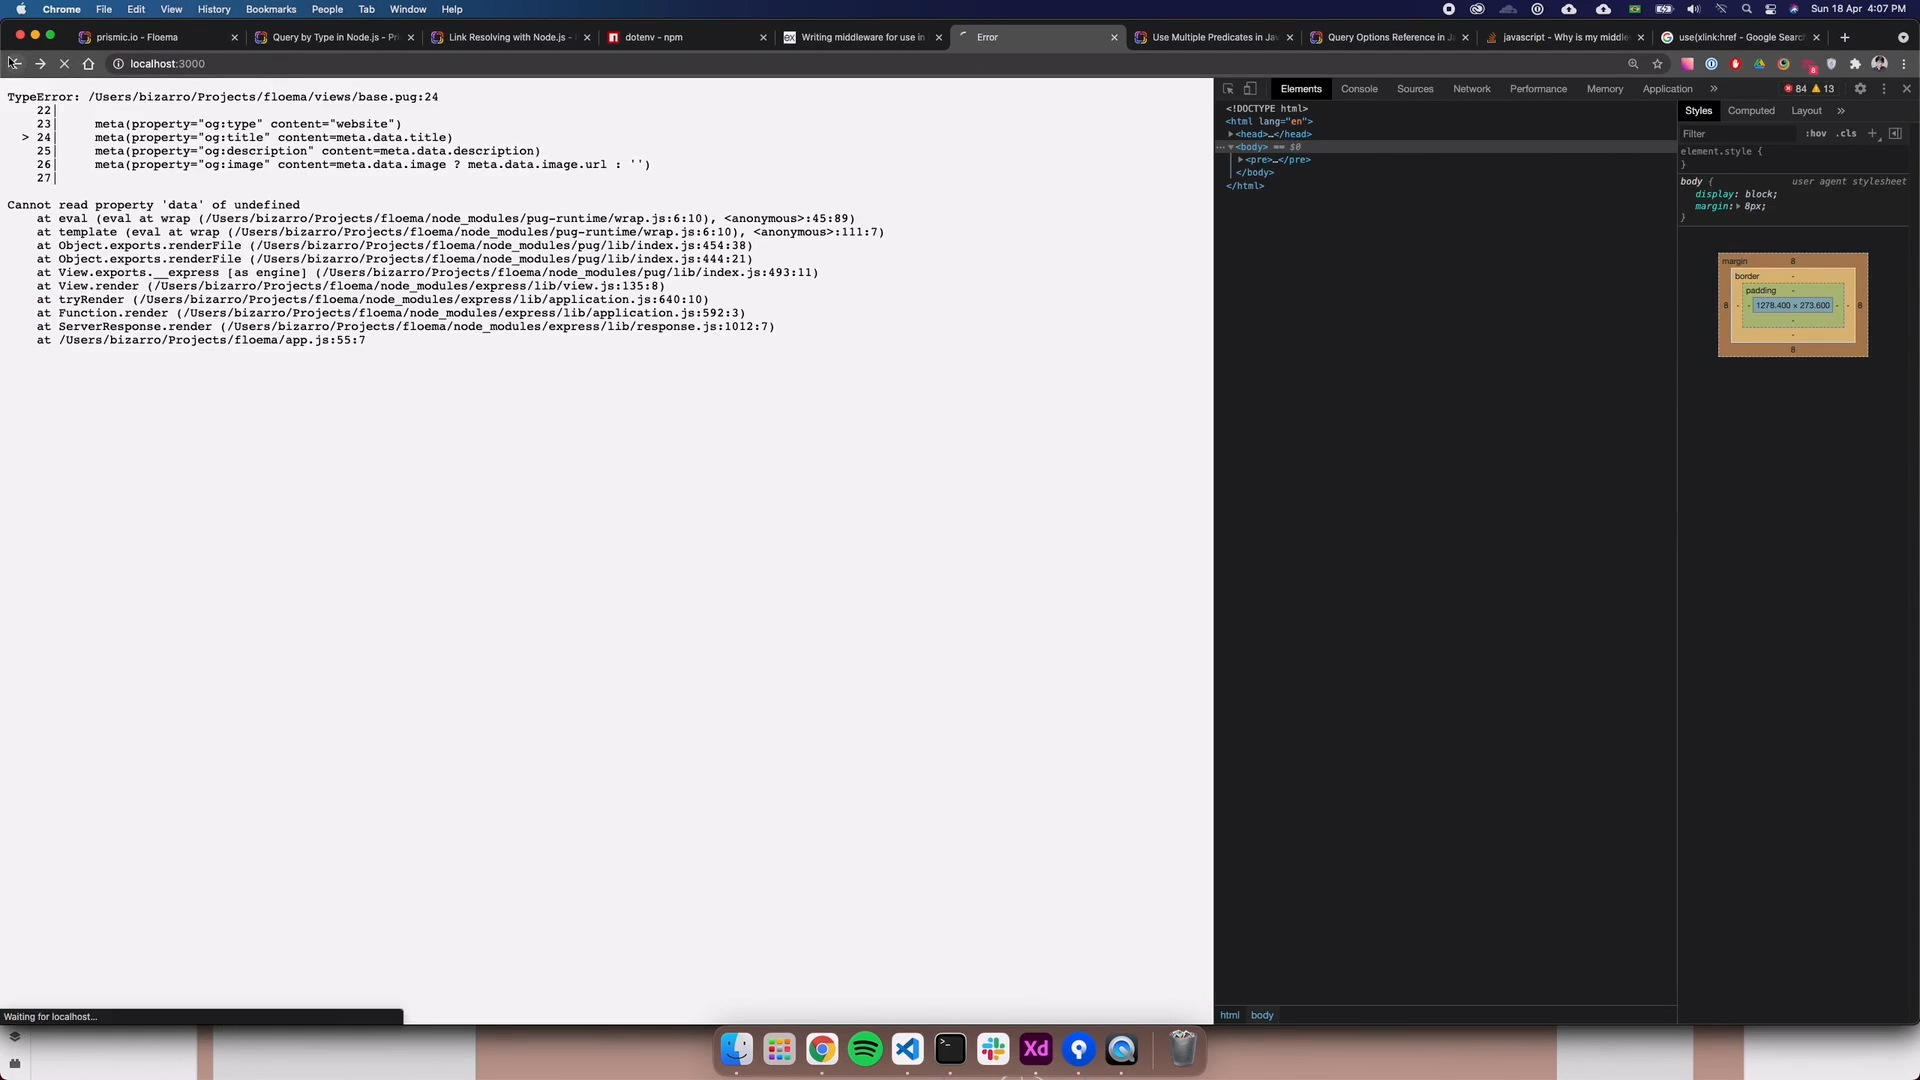 Chrome File Edit View History Bookmarks People Tab Window Help Sun 18 Apr 4:07 PM
prismic.io - Floema Query by Type in Node.js - Pri Link Resolving with Node.js - dotenv - npm Writing middleware for use in Error Use Multiple Predicates in Jav Query Options Reference in J javascript - Why is my middle use(xlink:href - Google Search
localhost:3000 8
TypeError: /Users/bizarro/Projects/floema/views/base.pug:24
22|
23| meta(property="og:type" content="website")
> 24| meta(property="og:title" content=meta.data.title)
25| meta(property="og:description" content=meta.data.description)
26| meta(property="og:image" content=meta.data.image ? meta.data.image.url : '')
27|
Cannot read property 'data' of undefined
at eval (eval at wrap (/Users/bizarro/Projects/floema/node_modules/pug-runtime/wrap.js:6:10), <anonymous>:45:89)
at template (eval at wrap (/Users/bizarro/Projects/floema/node_modules/pug-runtime/wrap.js:6:10), <anonymous>:111:7)
at Object.exports.renderFile (/Users/bizarro/Projects/floema/node_modules/pug/lib/index.js:454:38)
at Object.exports.renderFile (/Users/bizarro/Projects/floema/node_modules/pug/lib/index.js:444:21)
at View.exports.__express [as engine] (/Users/bizarro/Projects/floema/node_modules/pug/lib/index.js:493:11)
at View.render (/Users/bizarro/Projects/floema/node_modules/express/lib/view.js:135:8)
at tryRender (/Users/bizarro/Projects/floema/node_modules/express/lib/application.js:640:10)
at Function.render (/Users/bizarro/Projects/floema/node_modules/express/lib/application.js:592:3)
at ServerResponse.render (/Users/bizarro/Projects/floema/node_modules/express/lib/response.js:1012:7)
at /Users/bizarro/Projects/floema/app.js:55:7
Waiting for localhost...
Elements Console Sources Network Performance Memory Application » 84 13
<!DOCTYPE html>
<html lang="en">
<head>…</head>
<body> == $0
<pre>…</pre>
</body>
</html>
html body
Styles Computed Layout »
Filter :hov .cls
element.style {
}
body { user agent stylesheet
display: block;
margin: 8px;
}
margin 8
border -
padding -
8 - - 1278.400 × 273.600 - - 8
-
-
8
Xd